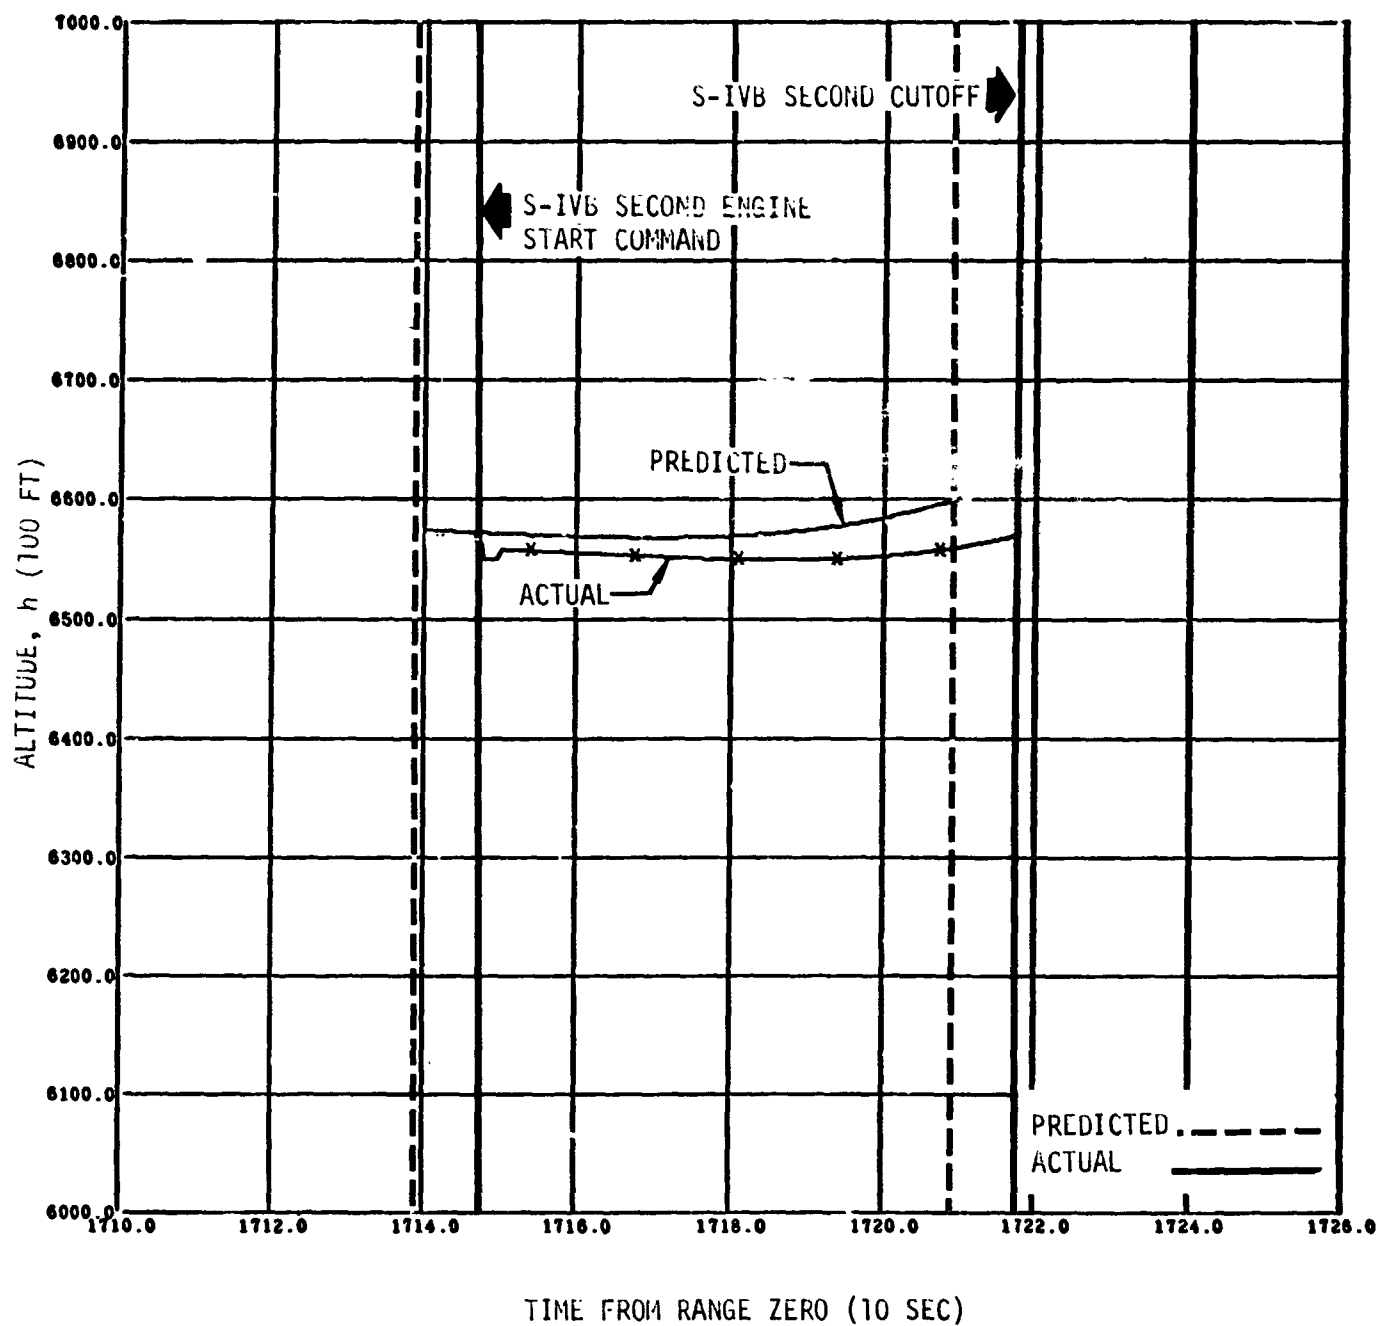 7000.0
S-IVB SECOND CUTOFF
6900.0
S-IVB SECOND ENGINE
START COMMAND
6800.0
6700.0
PREDICTED
6600.0
ACTUAL
6500.0
ALTITUDE, h (100 FT)
6400.0
6300.0
6200.0
6100.0
PREDICTED
ACTUAL
6000.0
1710.0 1712.0 1714.0 1716.0 1718.0 1720.0 1722.0 1724.0 1726.0
TIME FROM RANGE ZERO (10 SEC)